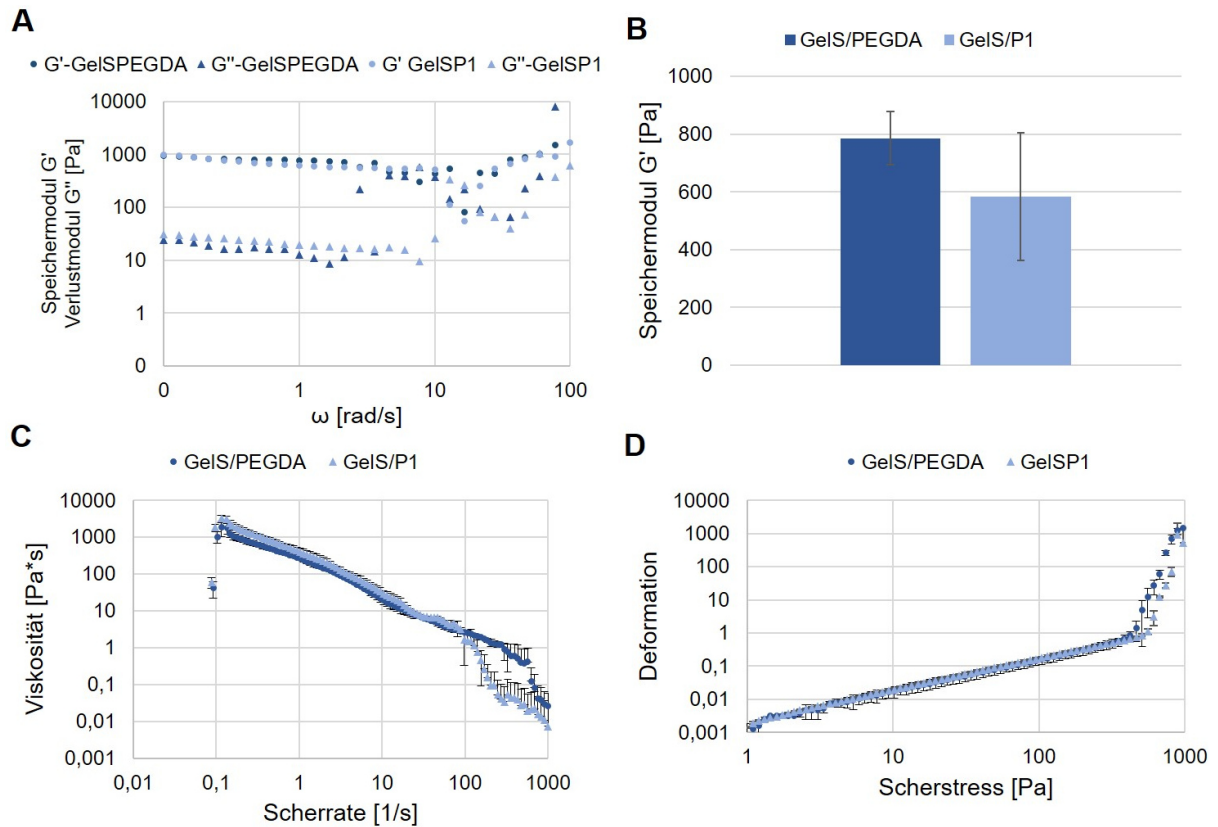 A
G'-GelSPEGDA G''-GelSPEGDA G' GelSP1 G''-GelSP1
Speichermodul G'
Verlustmodul G'' [Pa]
10000
1000
100
10
1
0
0 1 10 100
ω [rad/s]
B
GelS/PEGDA GelS/P1
Speichermodul G' [Pa]
1000
800
600
400
200
0
C
GelS/PEGDA GelS/P1
Viskosität [Pa*s]
10000
1000
100
10
1
0,1
0,01
0,001
0,01 0,1 1 10 100 1000
Scherrate [1/s]
D
GelS/PEGDA GelSP1
Deformation
10000
1000
100
10
1
0,1
0,01
0,001
1 10 100 1000
Scherstress [Pa]